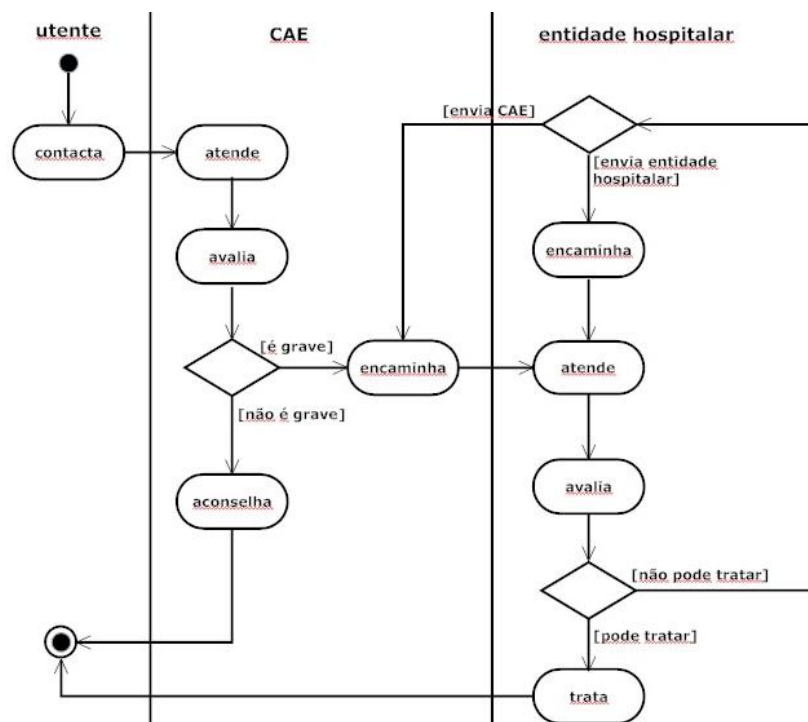 utente
CAE
entidade hospitalar
[envia CAE]
contacta
atende
[envia entidade
hospitalar]
avalia
encaminha
[é grave]
encaminha
atende
[não é grave]
aconselha
avalia
[não pode tratar]
[pode tratar]
trata